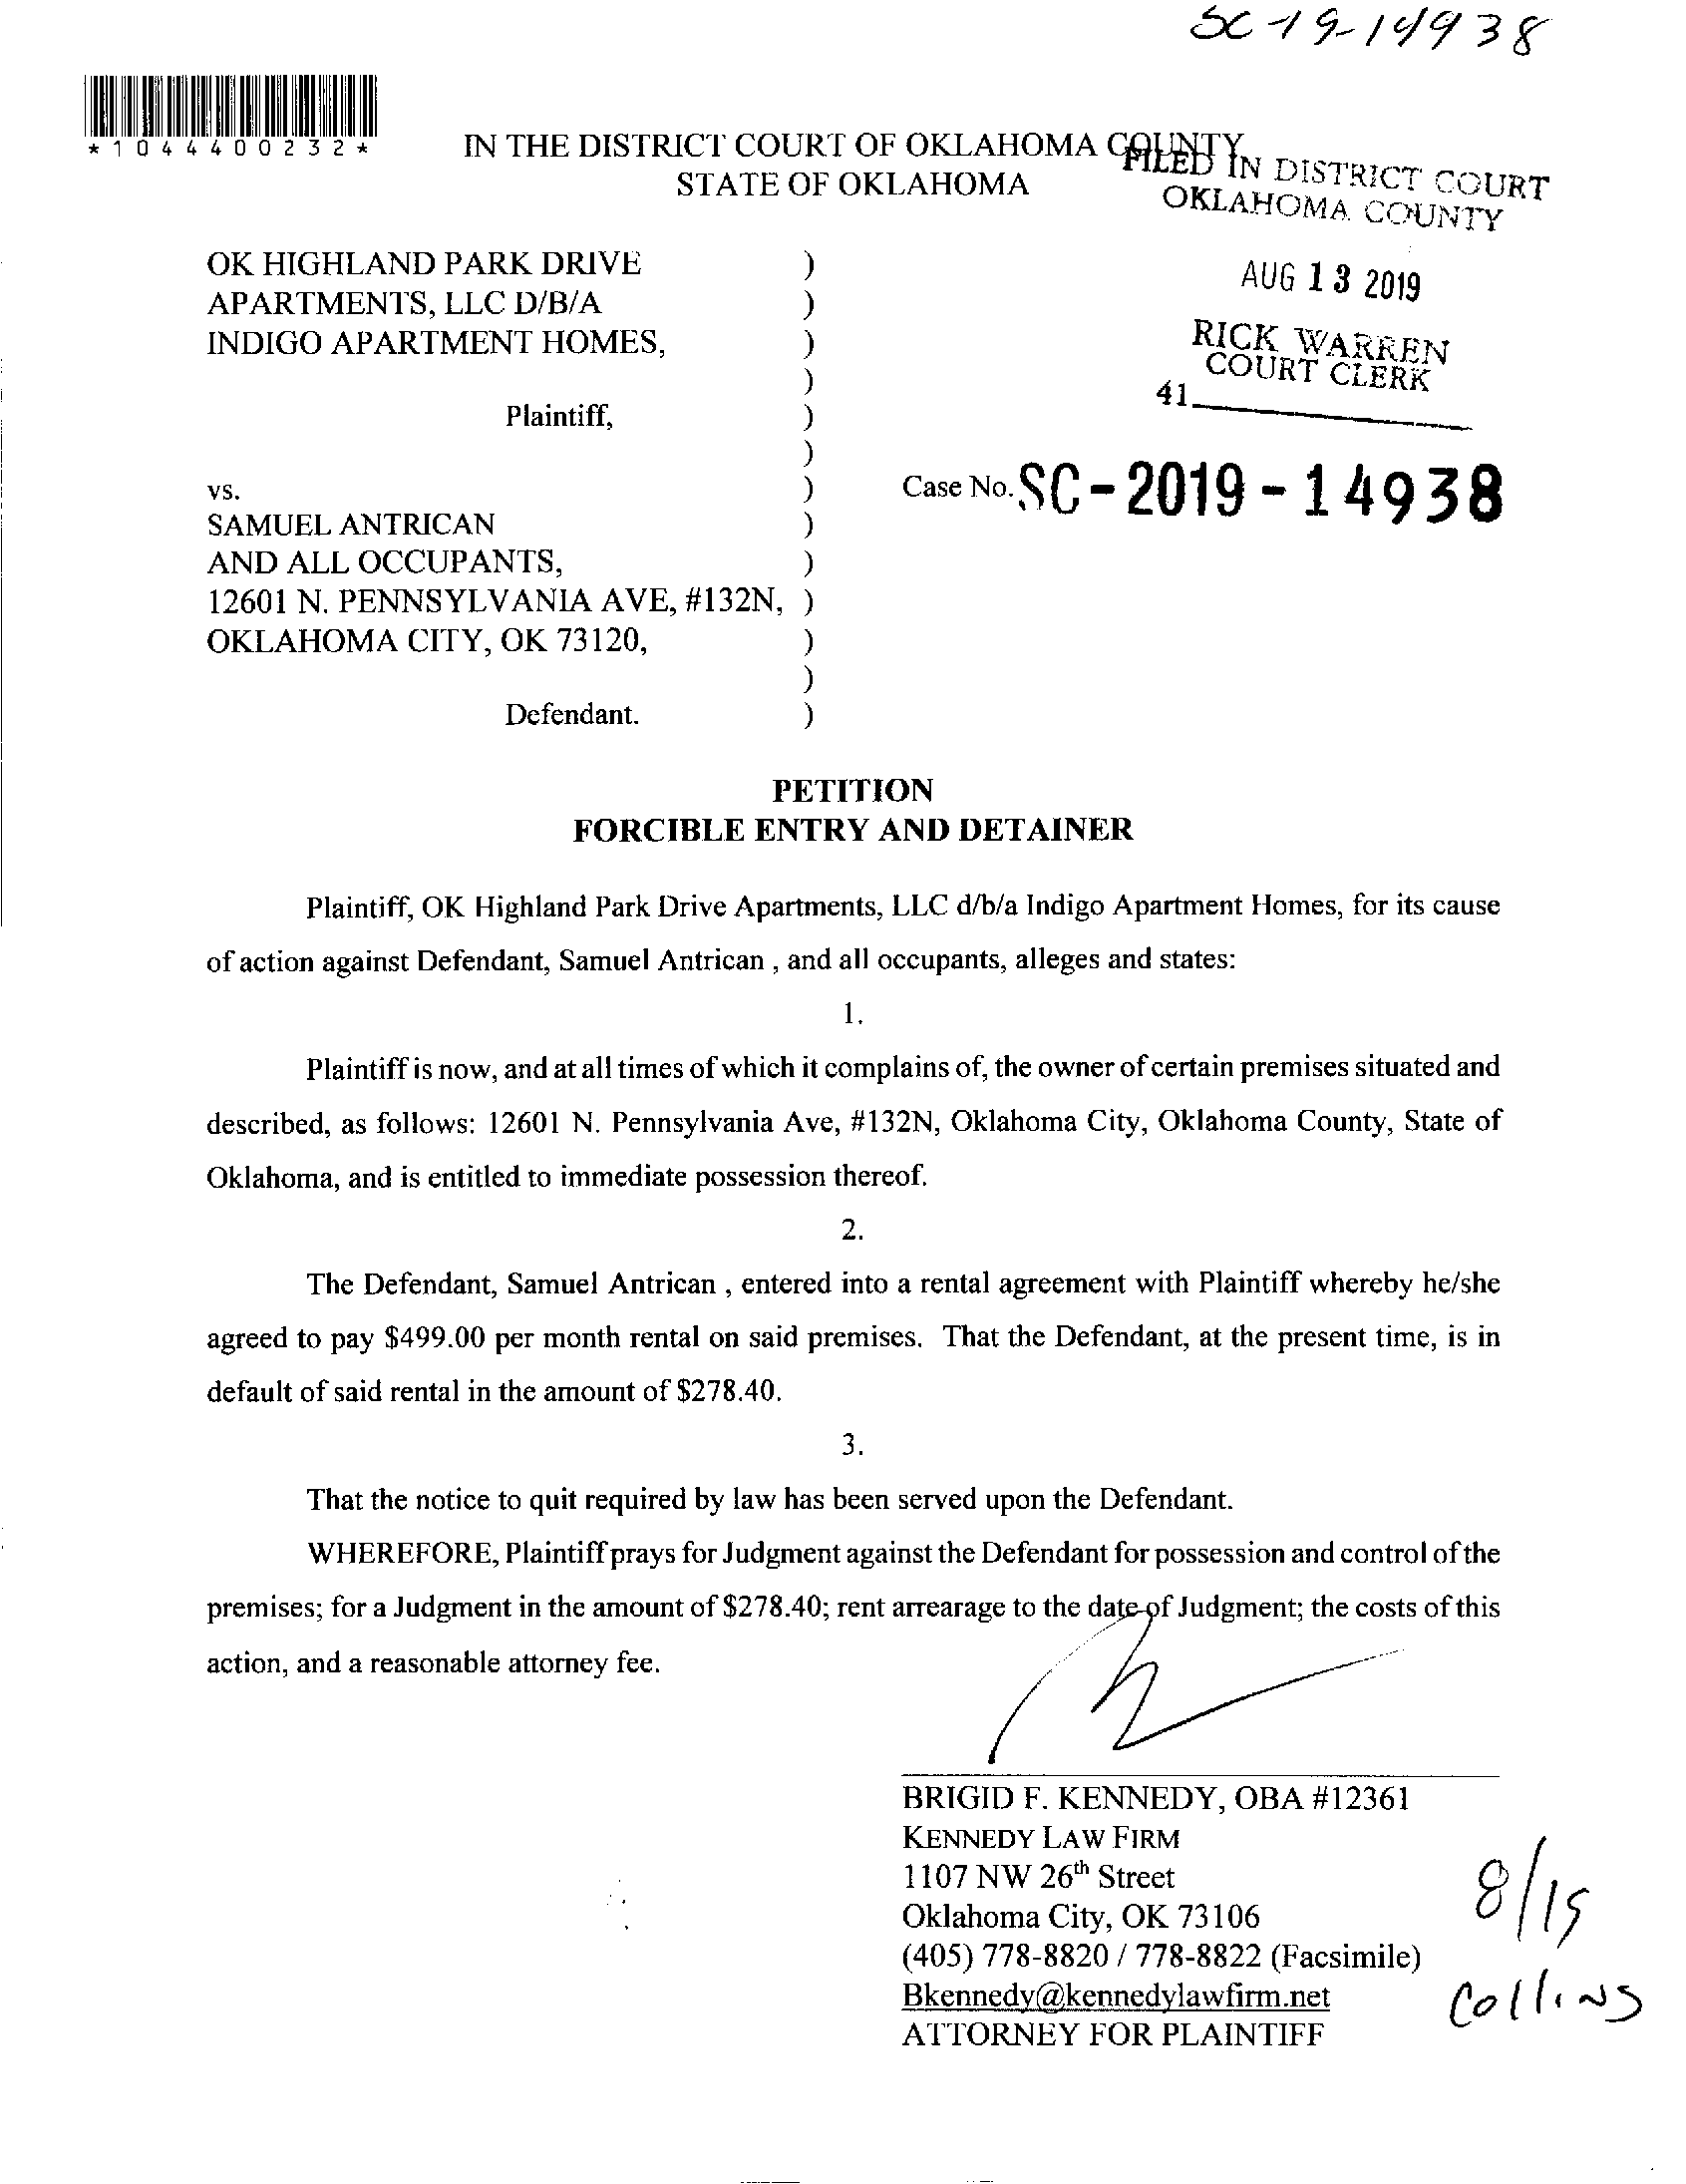 SC-19-14938
*1044400232*
IN THE DISTRICT COURT OF OKLAHOMA COUNTY
STATE OF OKLAHOMA
FILED IN DISTRICT COURT
OKLAHOMA COUNTY
AUG 13 2019
RICK WARREN
COURT CLERK
41
OK HIGHLAND PARK DRIVE )
APARTMENTS, LLC D/B/A )
INDIGO APARTMENT HOMES, )
)
Plaintiff, )
)
vs. ) Case No. SC-2019-14938
SAMUEL ANTRICAN )
AND ALL OCCUPANTS, )
12601 N. PENNSYLVANIA AVE, #132N, )
OKLAHOMA CITY, OK 73120, )
)
Defendant. )
PETITION
FORCIBLE ENTRY AND DETAINER
Plaintiff, OK Highland Park Drive Apartments, LLC d/b/a Indigo Apartment Homes, for its cause
of action against Defendant, Samuel Antrican , and all occupants, alleges and states:
1.
Plaintiff is now, and at all times of which it complains of, the owner of certain premises situated and
described, as follows: 12601 N. Pennsylvania Ave, #132N, Oklahoma City, Oklahoma County, State of
Oklahoma, and is entitled to immediate possession thereof.
2.
The Defendant, Samuel Antrican , entered into a rental agreement with Plaintiff whereby he/she
agreed to pay $499.00 per month rental on said premises. That the Defendant, at the present time, is in
default of said rental in the amount of $278.40.
3.
That the notice to quit required by law has been served upon the Defendant.
WHEREFORE, Plaintiff prays for Judgment against the Defendant for possession and control of the
premises; for a Judgment in the amount of $278.40; rent arrearage to the date of Judgment; the costs of this
action, and a reasonable attorney fee.
BRIGID F. KENNEDY, OBA #12361
KENNEDY LAW FIRM
1107 NW 26th Street
Oklahoma City, OK 73106
(405) 778-8820 / 778-8822 (Facsimile)
Bkennedy@kennedylawfirm.net
ATTORNEY FOR PLAINTIFF
8/15
Collins